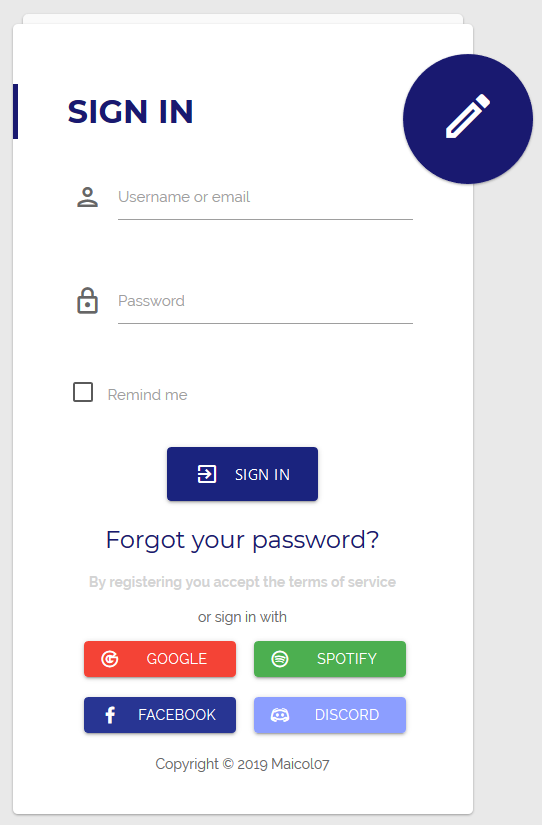 SIGN IN
Username or email
Password
Remind me
SIGN IN
Forgot your password?
By registering you accept the terms of service
or sign in with
GOOGLE
SPOTIFY
FACEBOOK
DISCORD
Copyright © 2019 Maicol07